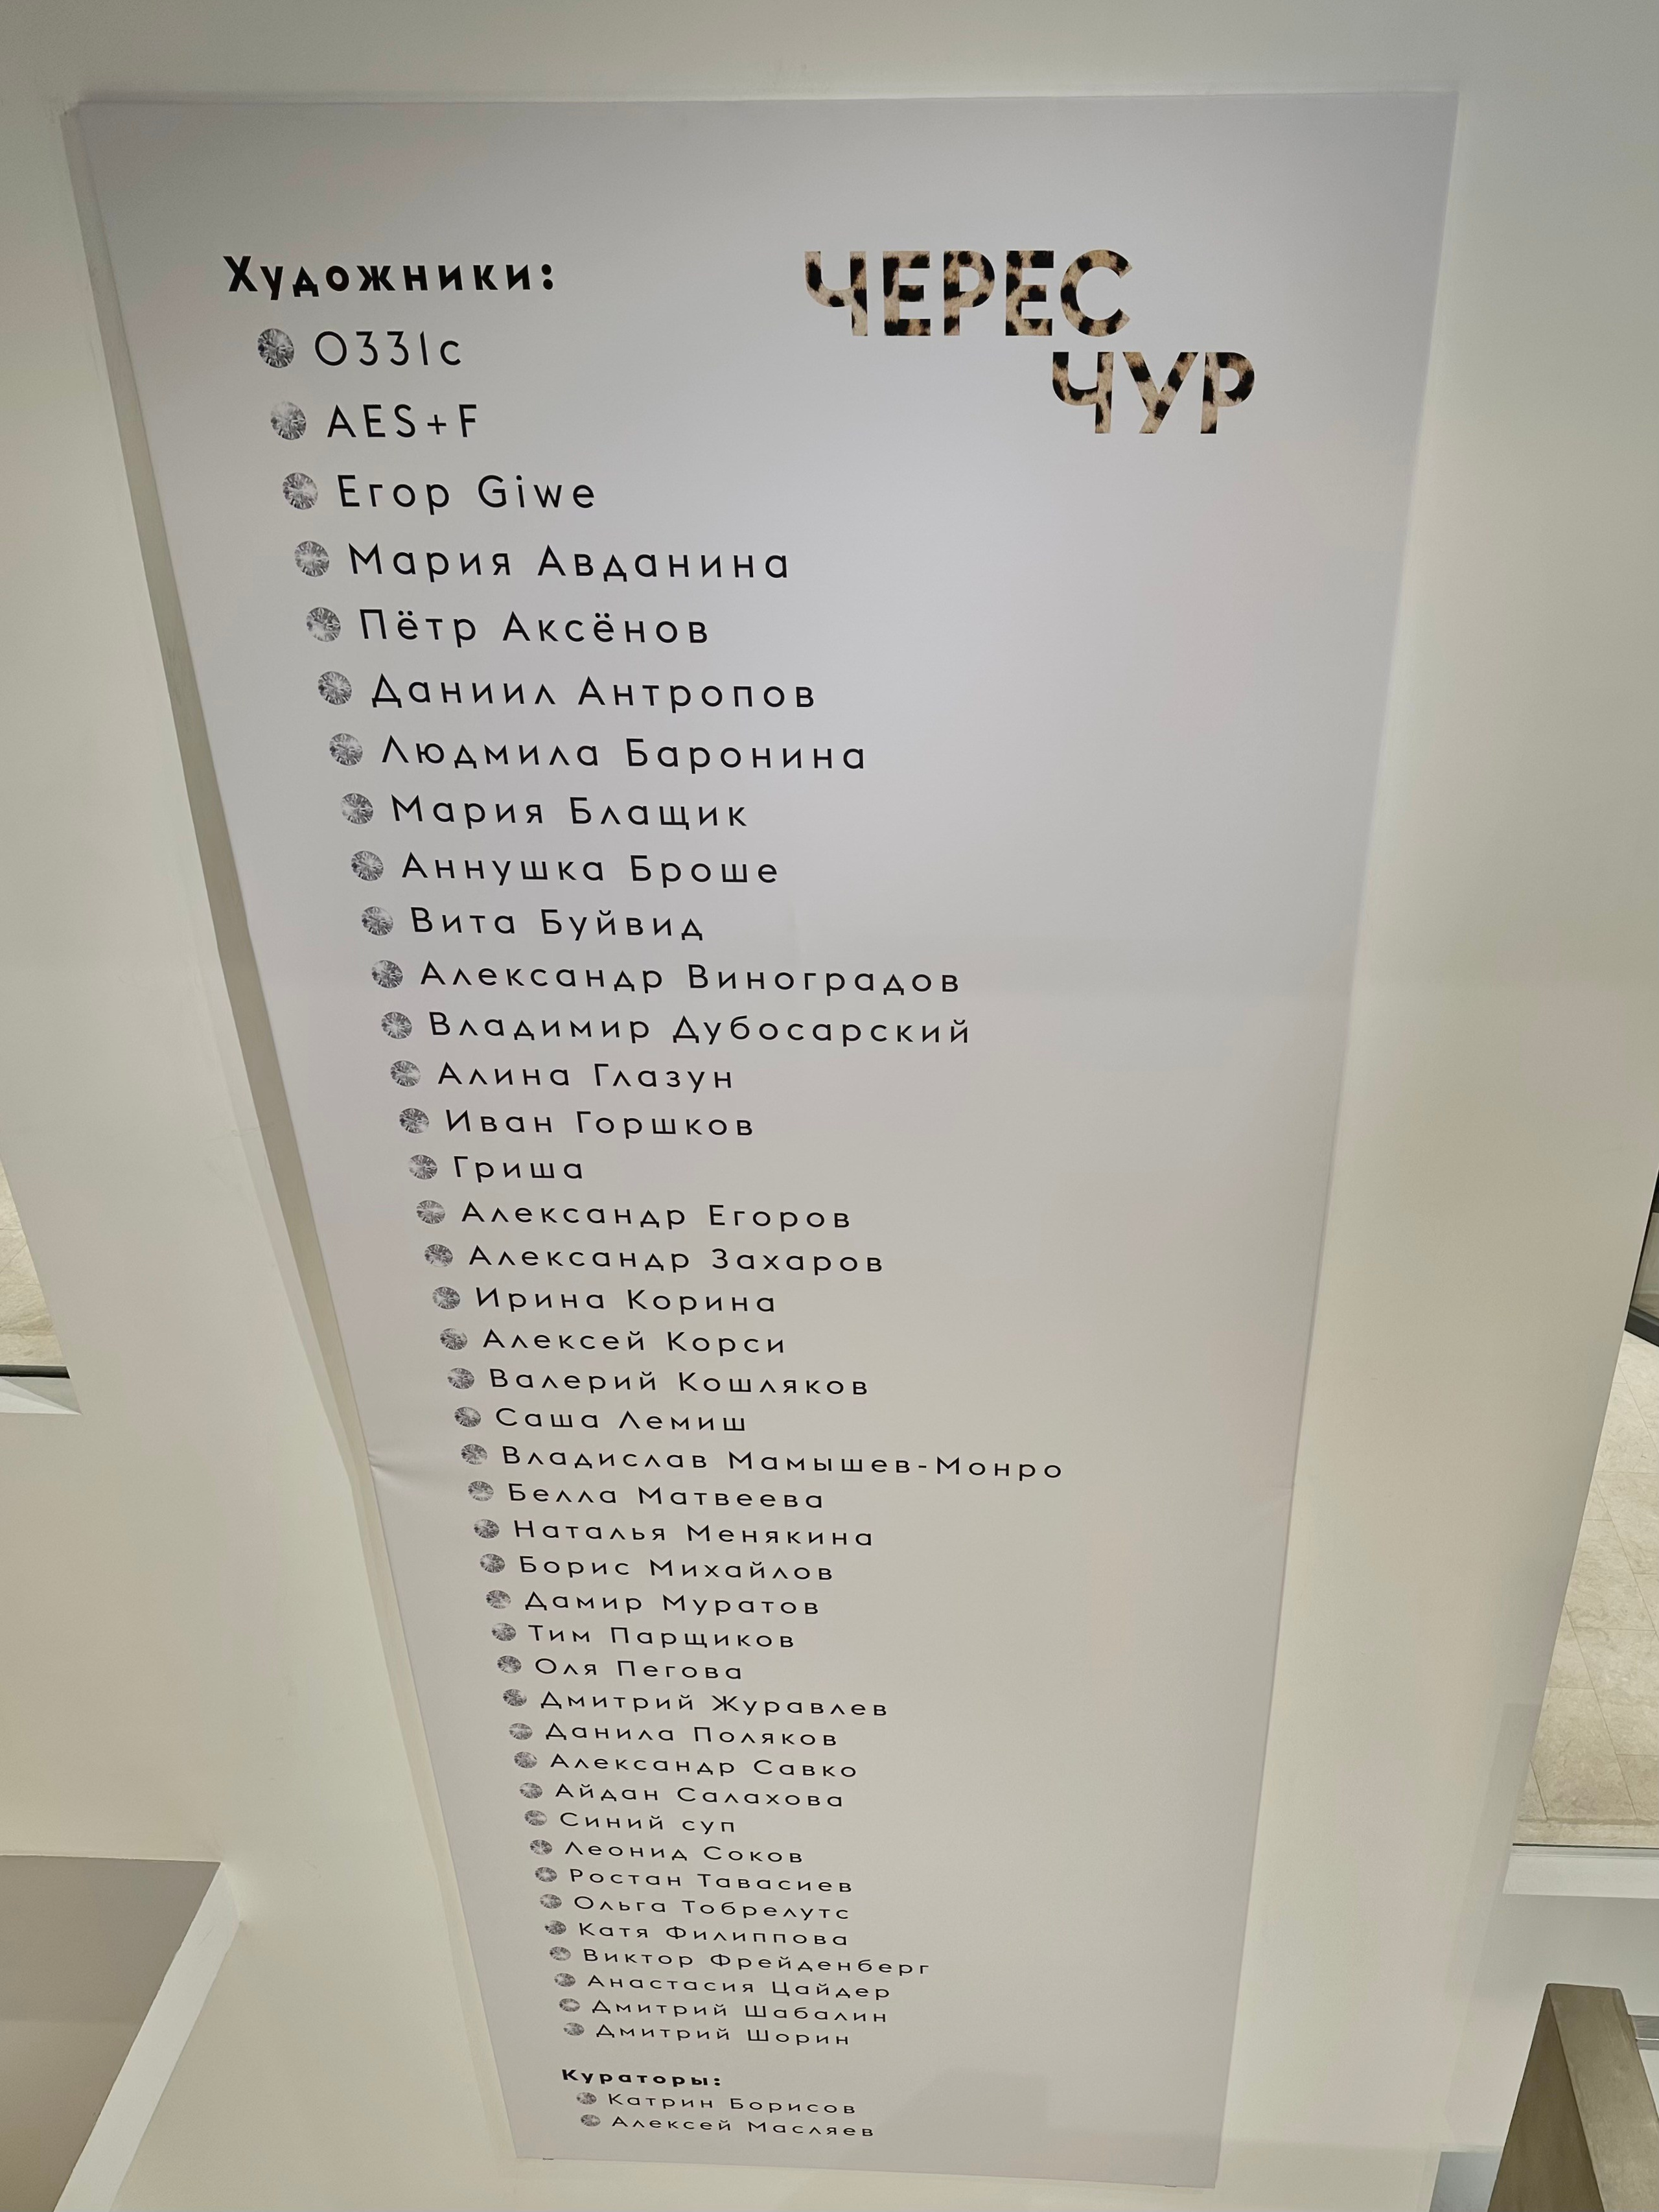 Художники:
0331c
AES+F
Егор Giwe
Мария Авданина
Пётр Аксёнов
Даниил Антропов
Людмила Баронина
Мария Блащик
Аннушка Броше
Вита Буйвид
Александр Виноградов
Владимир Дубосарский
Алина Глазун
Иван Горшков
Гриша
Александр Егоров
Александр Захаров
Ирина Корина
Алексей Корси
Валерий Кошляков
Саша Лемиш
Владислав Мамышев-Монро
Белла Матвеева
Наталья Менякина
Борис Михайлов
Дамир Муратов
Тим Парщиков
Оля Пегова
Дмитрий Журавлев
Данила Поляков
Александр Савко
Айдан Салахова
Синий суп
Леонид Соков
Ростан Тавасиев
Ольга Тобрелутс
Катя Филиппова
Виктор Фрейденберг
Анастасия Цайдер
Дмитрий Шабалин
Дмитрий Шорин
Кураторы:
Катрин Борисов
Алексей Масляев
ЧЕРЕС
ЧУР